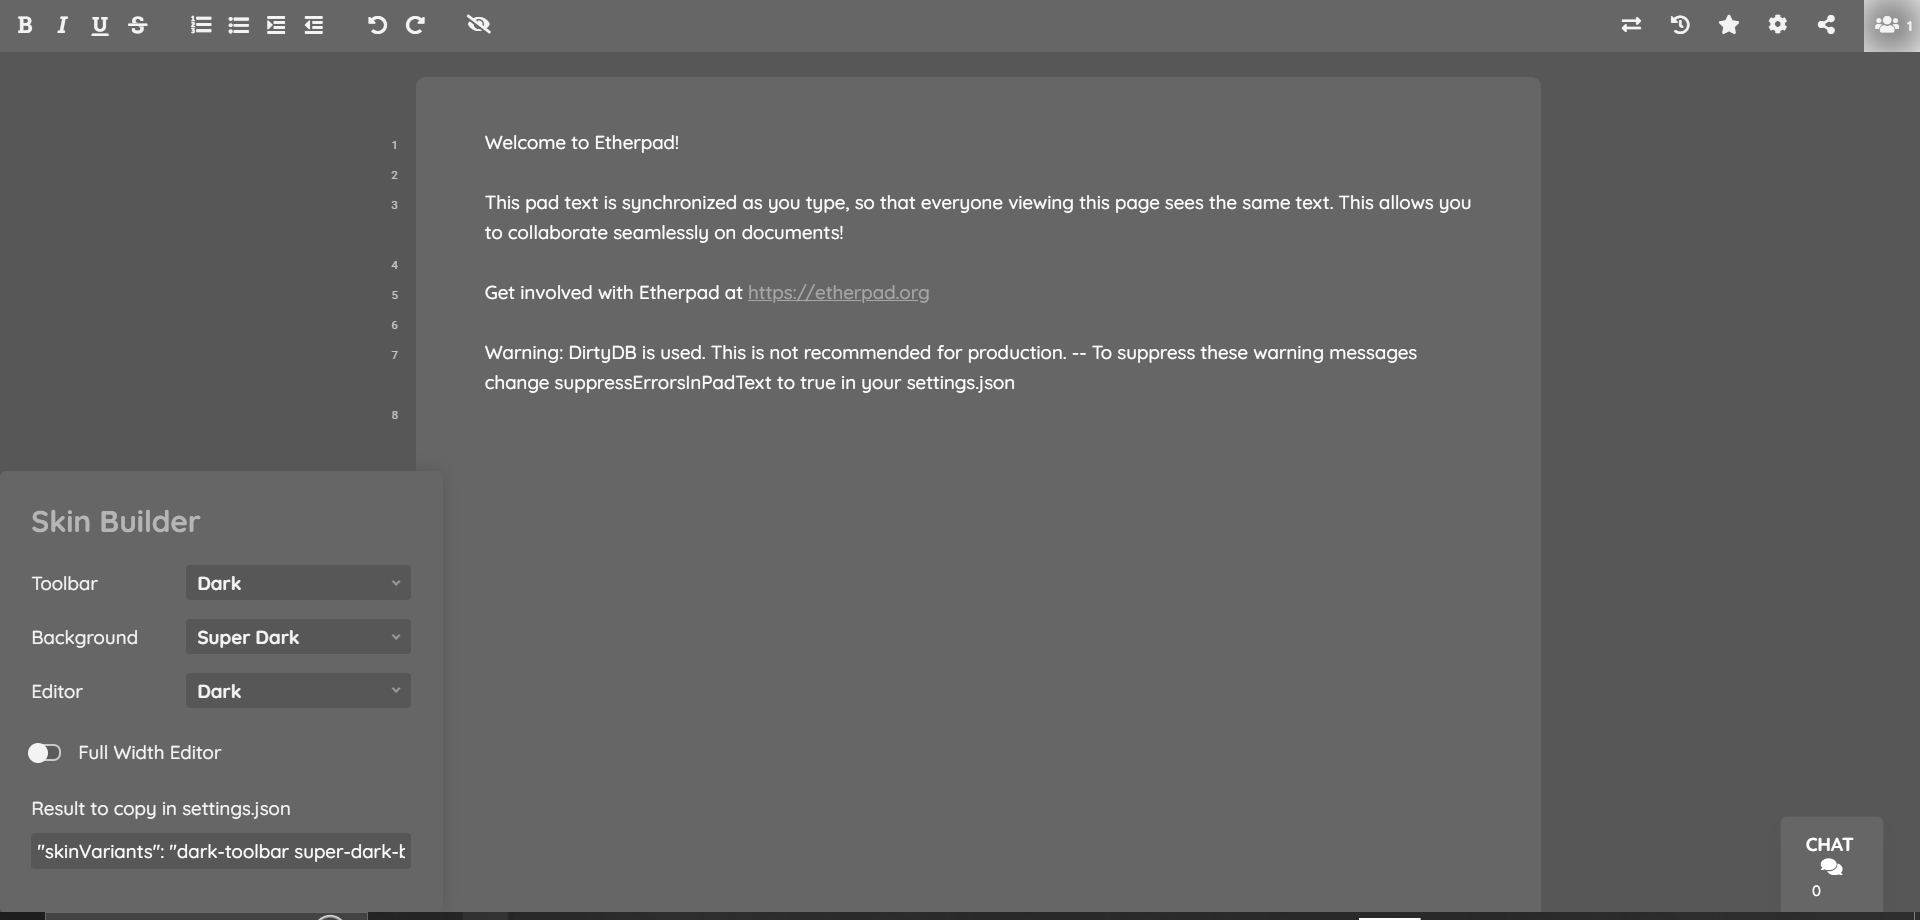 B I U S
1
1 Welcome to Etherpad!
2
3 This pad text is synchronized as you type, so that everyone viewing this page sees the same text. This allows you
to collaborate seamlessly on documents!
4
5 Get involved with Etherpad at https://etherpad.org
6
7 Warning: DirtyDB is used. This is not recommended for production. -- To suppress these warning messages
change suppressErrorsInPadText to true in your settings.json
8
Skin Builder
Toolbar Dark
Background Super Dark
Editor Dark
Full Width Editor
Result to copy in settings.json
"skinVariants": "dark-toolbar super-dark-
CHAT
0